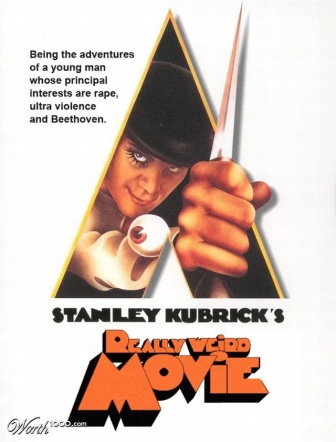 Being the adventures
of a young man
whose principal
interests are rape,
ultra violence
and Beethoven.
STANLEY KUBRICK'S
REALLY WEIRD
MOVIE
Worth1000.com